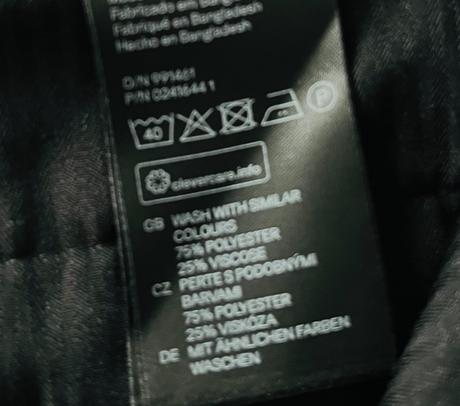 Fabricado em Bangladesh
Fabriqué en Bangladesh
Hecho en Bangladesh
D/N 991461
P/N 0241644 1
40
P
clevercare.info
GB WASH WITH SIMILAR
COLOURS
75% POLYESTER
25% VISCOSE
CZ PERTE S PODOBNÝMI
BARVAMI
75% POLYESTER
25% VISKÓZA
DE MIT ÄHNLICHEN FARBEN
WASCHEN